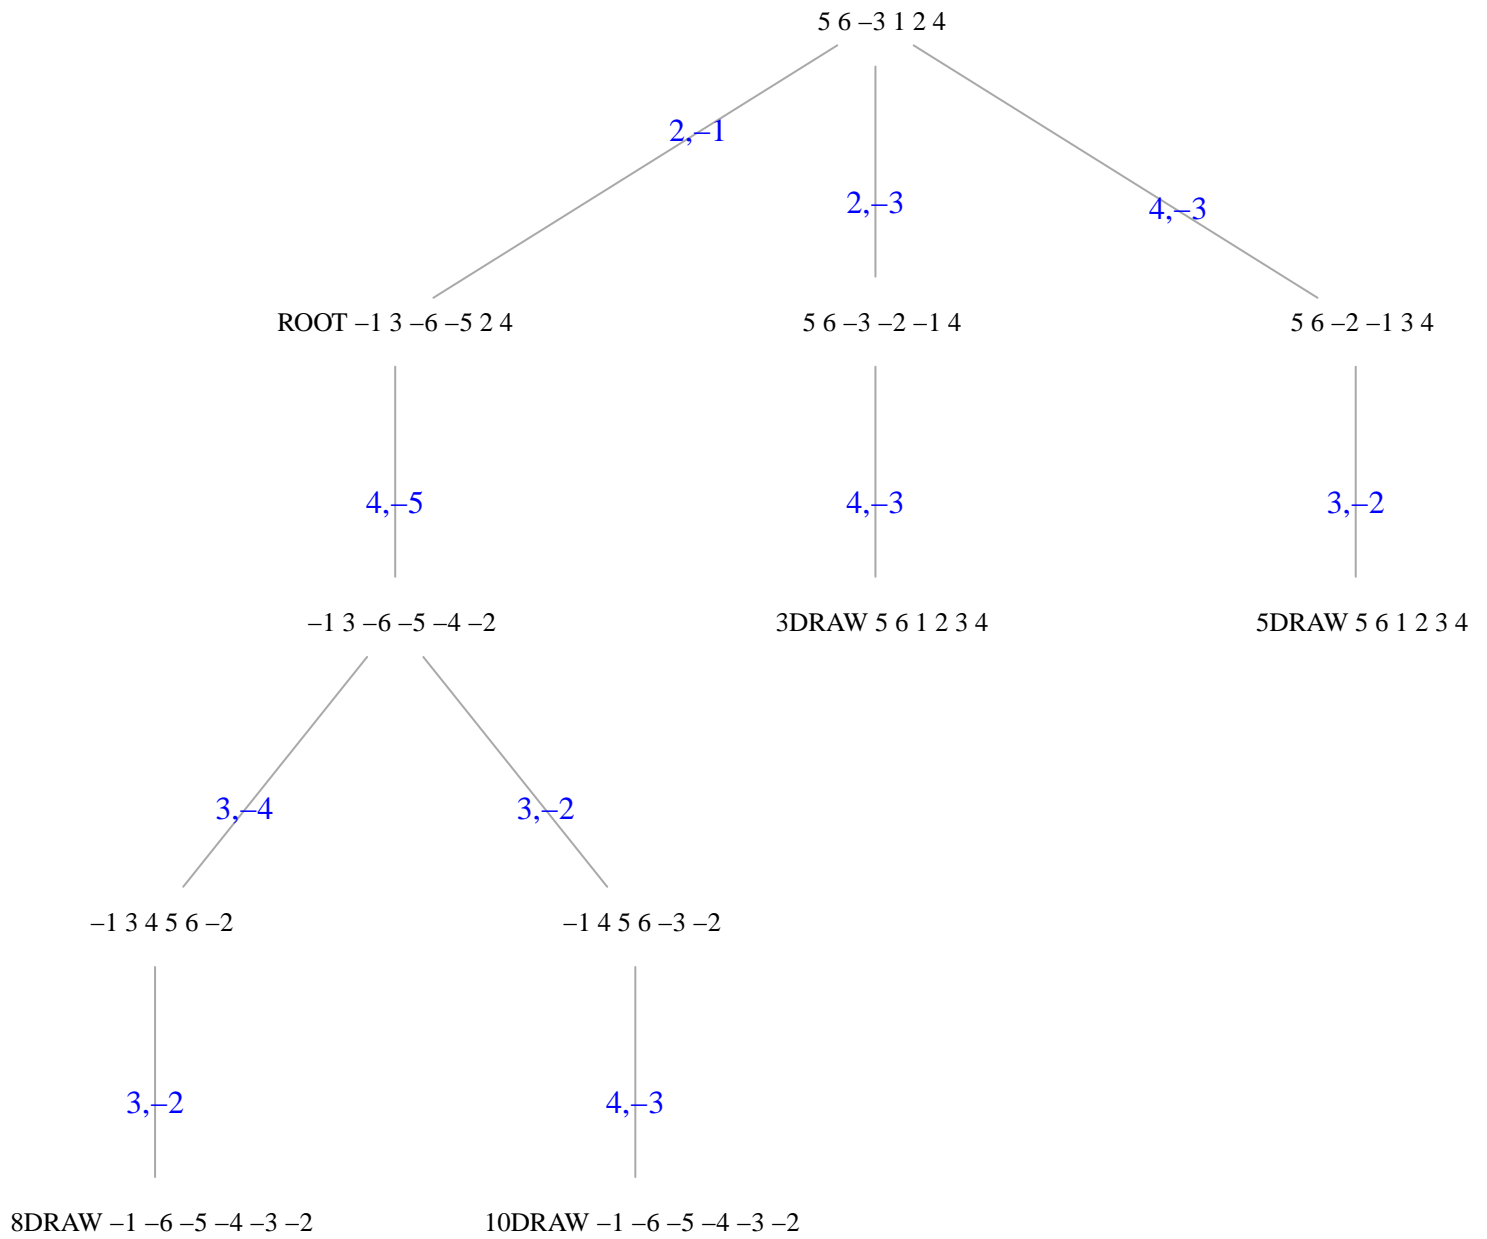 5 6 –3 1 2 4
2,–1
2,–3
4,–3
ROOT –1 3 –6 –5 2 4
5 6 –3 –2 –1 4
5 6 –2 –1 3 4
4,–5
4,–3
3,–2
–1 3 –6 –5 –4 –2
3DRAW 5 6 1 2 3 4
5DRAW 5 6 1 2 3 4
3,–4
3,–2
–1 3 4 5 6 –2
–1 4 5 6 –3 –2
3,–2
4,–3
8DRAW –1 –6 –5 –4 –3 –2
10DRAW –1 –6 –5 –4 –3 –2